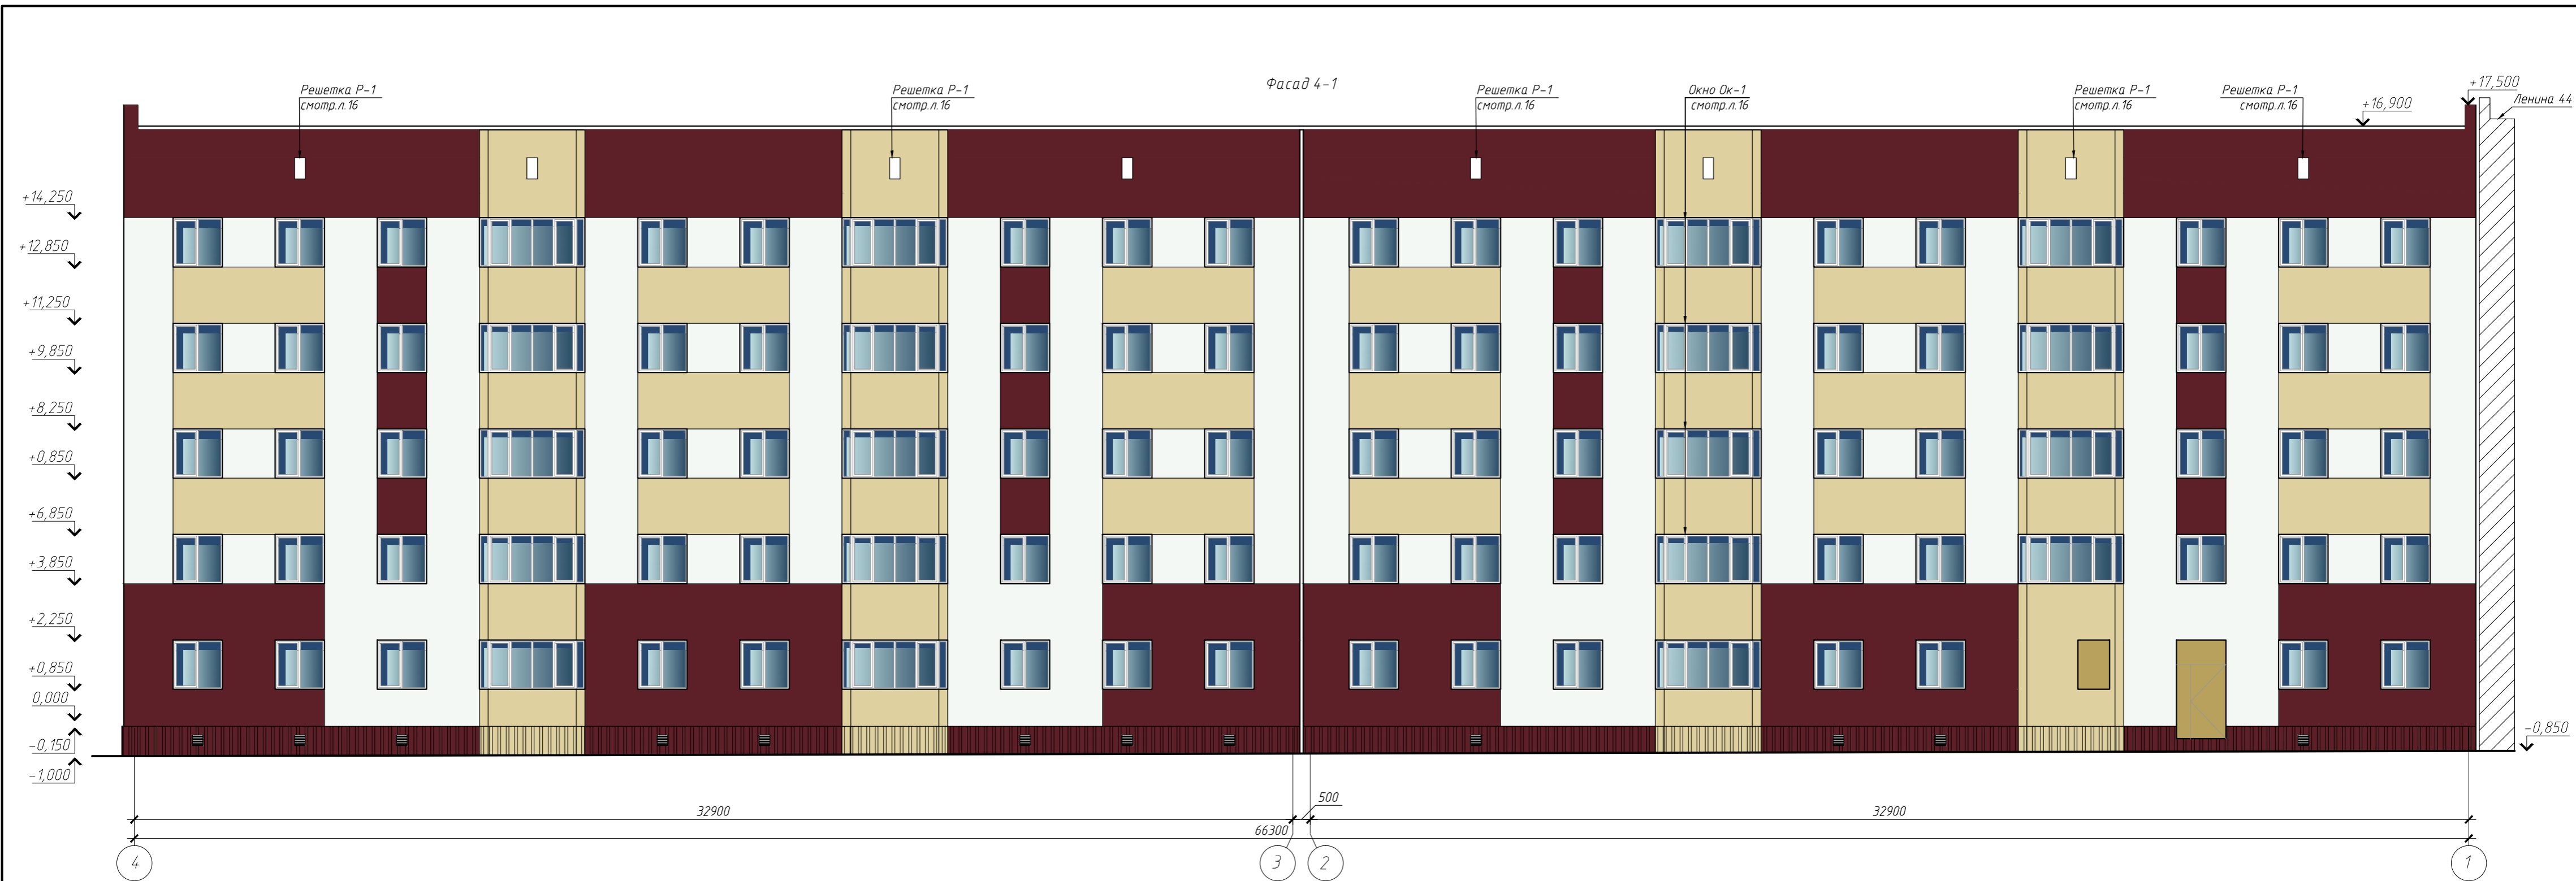 Фасад 4-1
Решетка Р-1
смотр.л.16
Решетка Р-1
смотр.л.16
Решетка Р-1
смотр.л.16
Окно Ок-1
смотр.л.16
Решетка Р-1
смотр.л.16
Решетка Р-1
смотр.л.16
+17,500
+16,900
Ленина 44
+14,250
+12,850
+11,250
+9,850
+8,250
+0,850
+6,850
+3,850
+2,250
+0,850
0,000
-0,150
-1,000
-0,850
32900
500
32900
66300
4
3
2
1